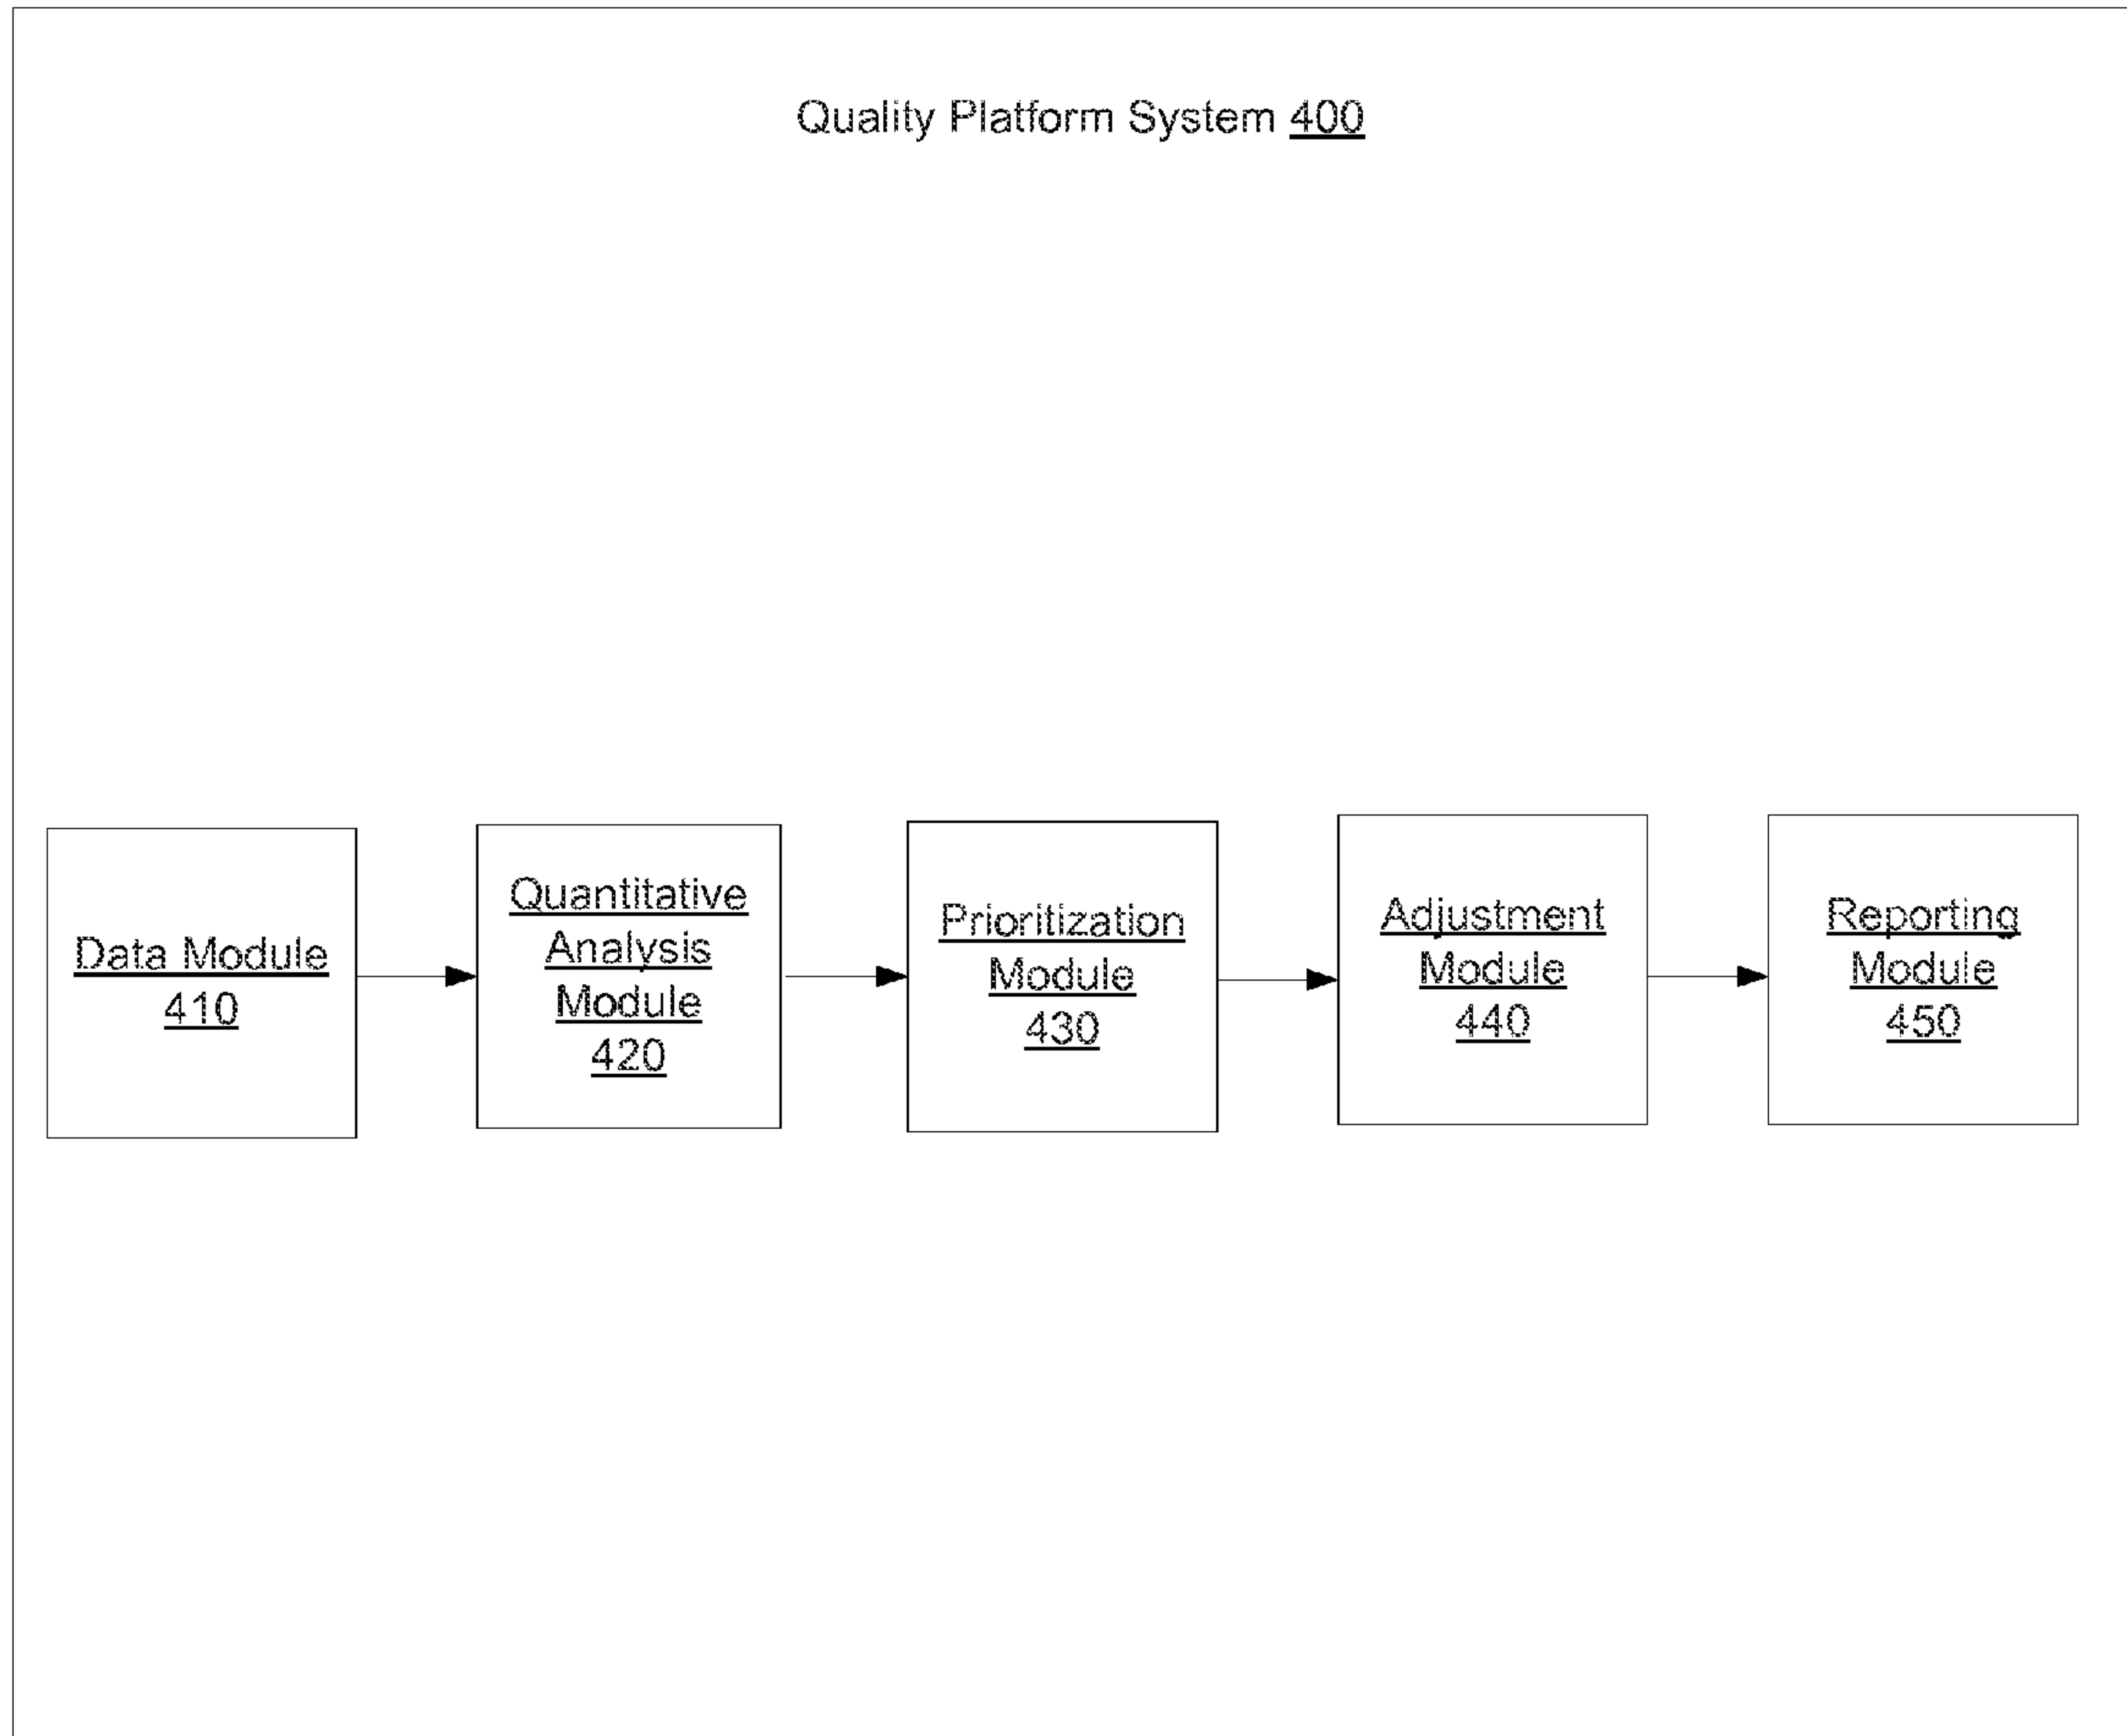 Quality Platform System 400
Data Module
410
Quantitative
Analysis
Module
420
Prioritization
Module
430
Adjustment
Module
440
Reporting
Module
450